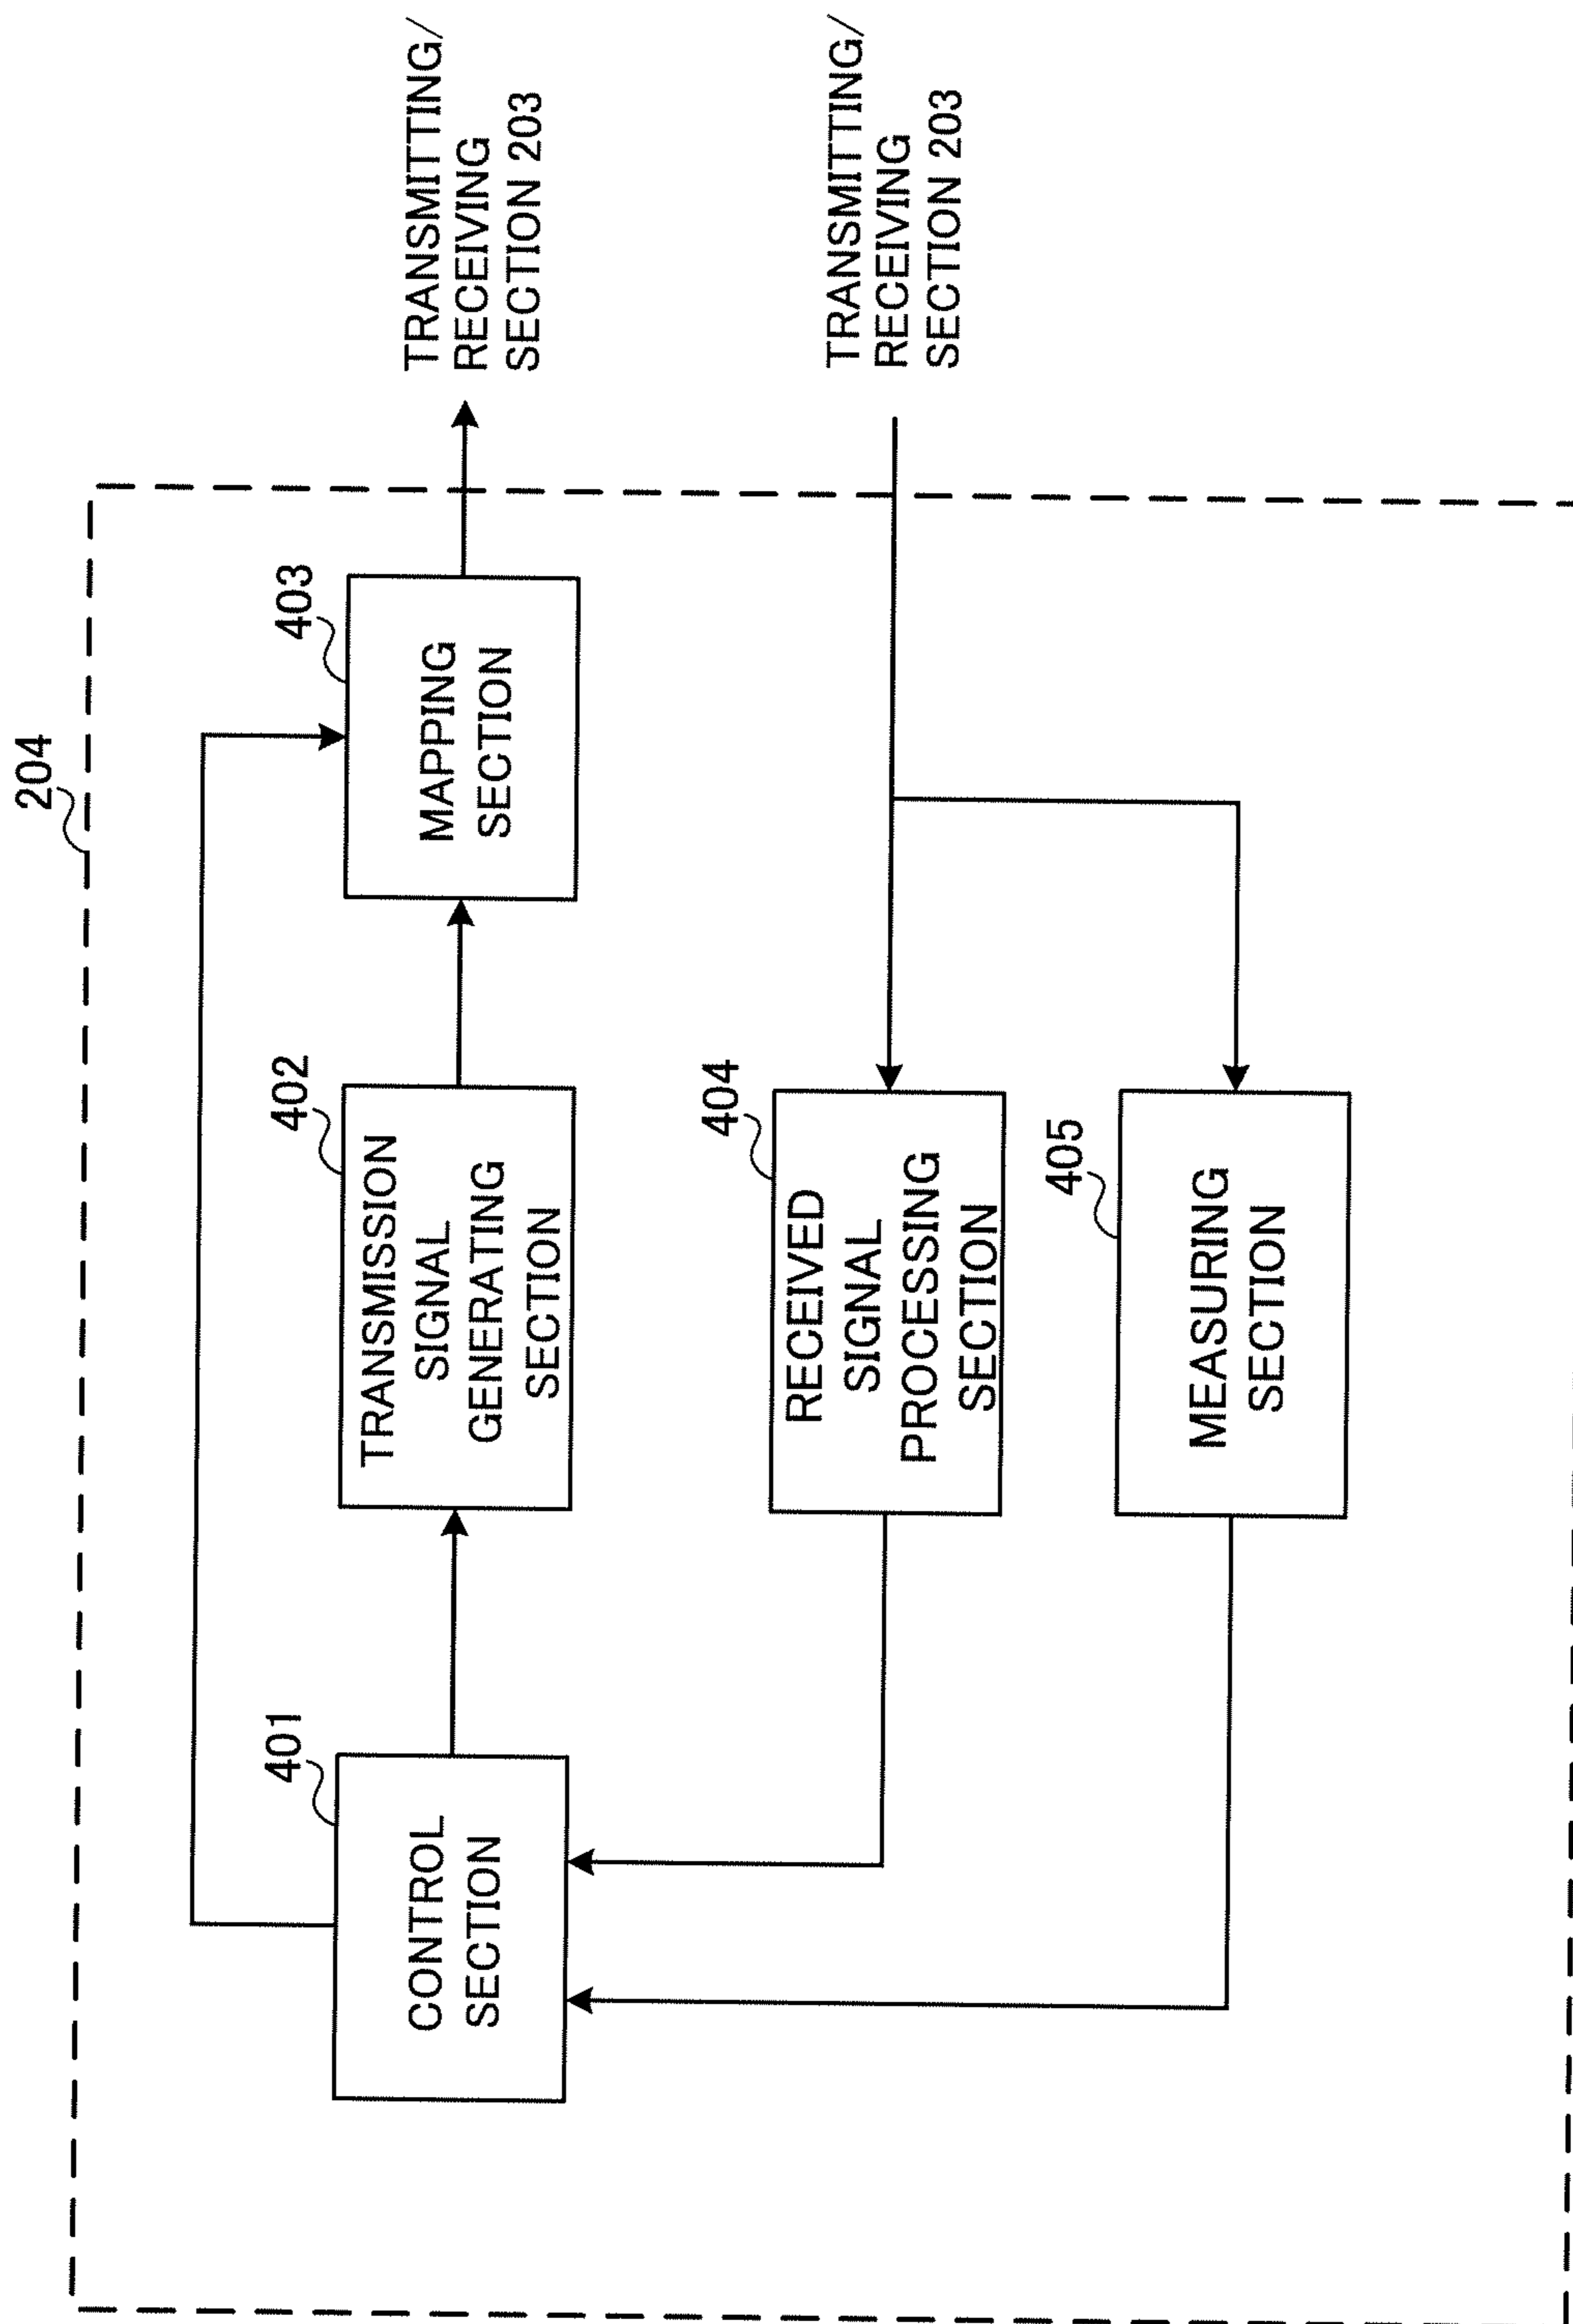 204
401
CONTROL
SECTION
402
TRANSMISSION
SIGNAL
GENERATING
SECTION
403
MAPPING
SECTION
TRANSMITTING/
RECEIVING
SECTION 203
404
RECEIVED
SIGNAL
PROCESSING
SECTION
TRANSMITTING/
RECEIVING
SECTION 203
405
MEASURING
SECTION